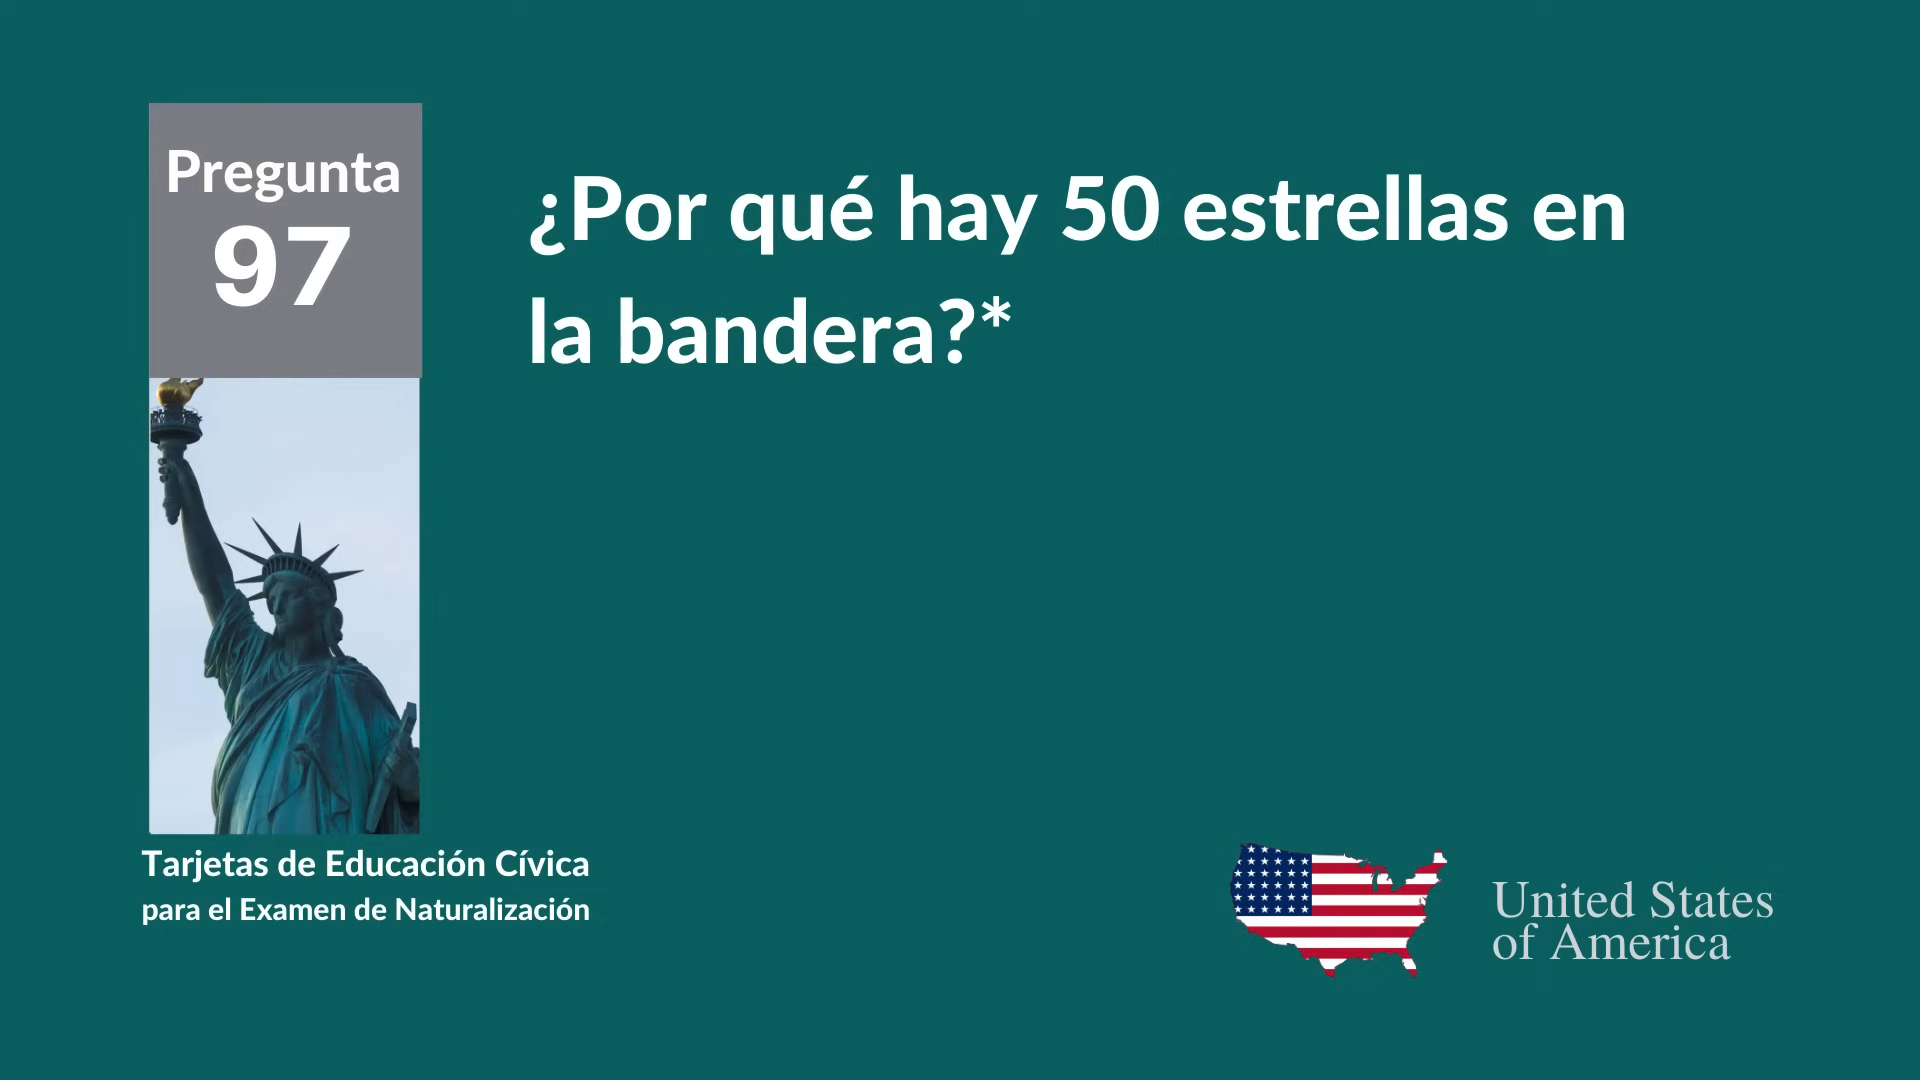 Pregunta
97
¿Por qué hay 50 estrellas en
la bandera?*
Tarjetas de Educación Cívica
para el Examen de Naturalización
United States
of America